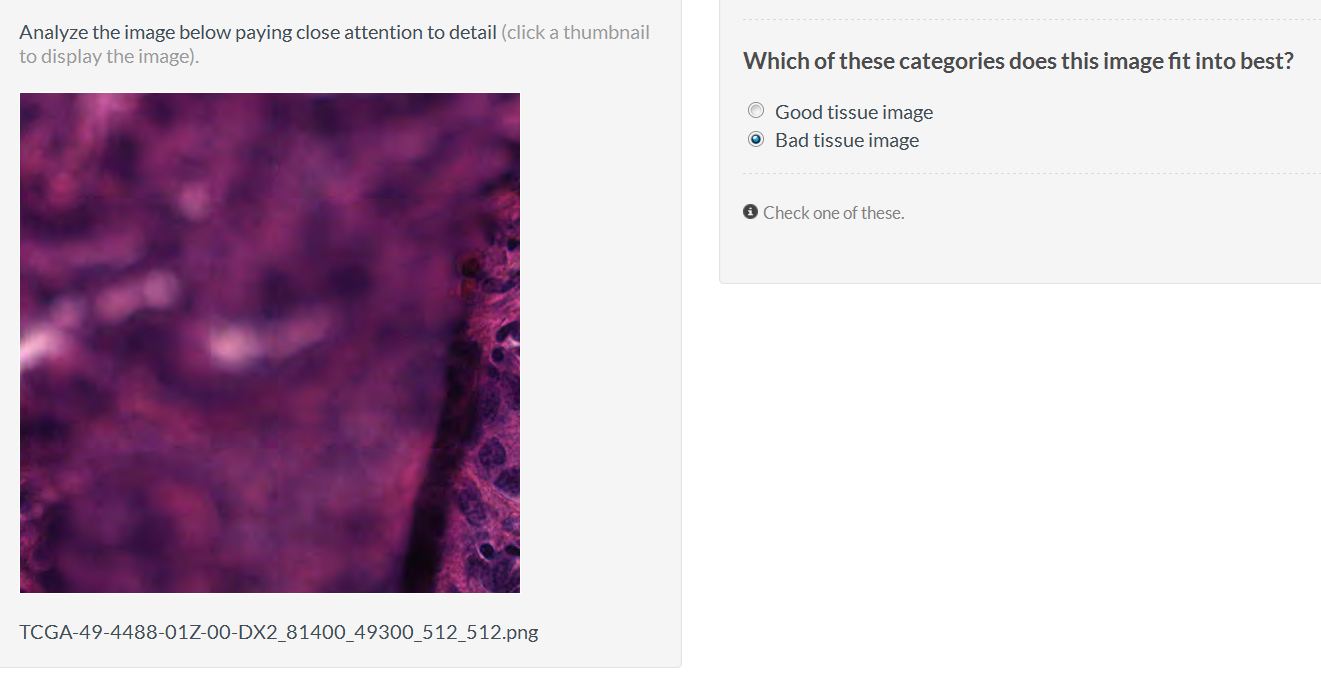 Analyze the image below paying close attention to detail (click a thumbnail
to display the image).
TCGA-49-4488-01Z-00-DX2_81400_49300_512_512.png
Which of these categories does this image fit into best?
Good tissue image
Bad tissue image
Check one of these.